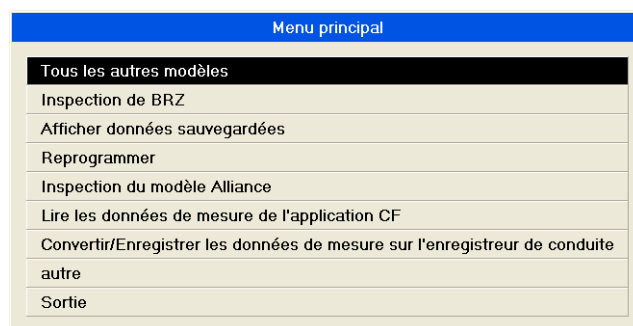 Menu principal
Tous les autres modèles
Inspection de BRZ
Afficher données sauvegardées
Reprogrammer
Inspection du modèle Alliance
Lire les données de mesure de l'application CF
Convertir/Enregistrer les données de mesure sur l'enregistreur de conduite
autre
Sortie